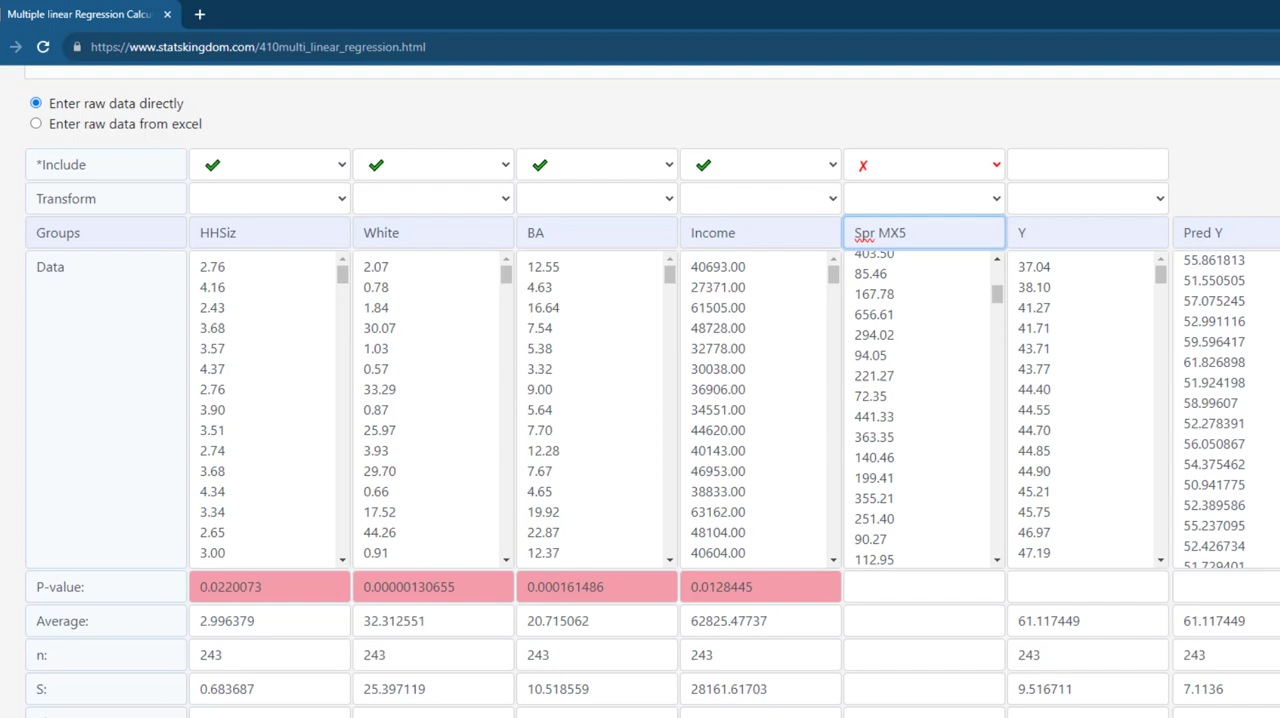 Multiple linear Regression Calcu
https://www.statskingdom.com/410multi_linear_regression.html
Enter raw data directly
Enter raw data from excel
*Include
Transform
Groups HHSiz White BA Income Spr MX5 Y Pred Y
Data
2.76 2.07 12.55 40693.00 403.50 37.04 55.861813
4.16 0.78 4.63 27371.00 85.46 38.10 51.550505
2.43 1.84 16.64 61505.00 167.78 41.27 57.075245
3.68 30.07 7.54 48728.00 656.61 41.71 52.991116
3.57 1.03 5.38 32778.00 294.02 43.71 59.596417
4.37 0.57 3.32 30038.00 94.05 43.77 61.826898
2.76 33.29 9.00 36906.00 221.27 44.40 51.924198
3.90 0.87 5.64 34551.00 72.35 44.55 58.99607
3.51 25.97 7.70 44620.00 441.33 44.70 52.278391
2.74 3.93 12.28 40143.00 363.35 44.85 56.050867
3.68 29.70 7.67 46953.00 140.46 44.90 54.375462
4.34 0.66 4.65 38833.00 199.41 45.21 50.941775
3.34 17.52 19.92 63162.00 355.21 45.75 52.389586
2.65 44.26 22.87 48104.00 251.40 46.97 55.237095
3.00 0.91 12.37 40604.00 90.27 47.19 52.426734
112.95 51.729401
P-value: 0.0220073 0.00000130655 0.000161486 0.0128445
Average: 2.996379 32.312551 20.715062 62825.47737 61.117449 61.117449
n: 243 243 243 243 243 243
S: 0.683687 25.397119 10.518559 28161.61703 9.516711 7.1136